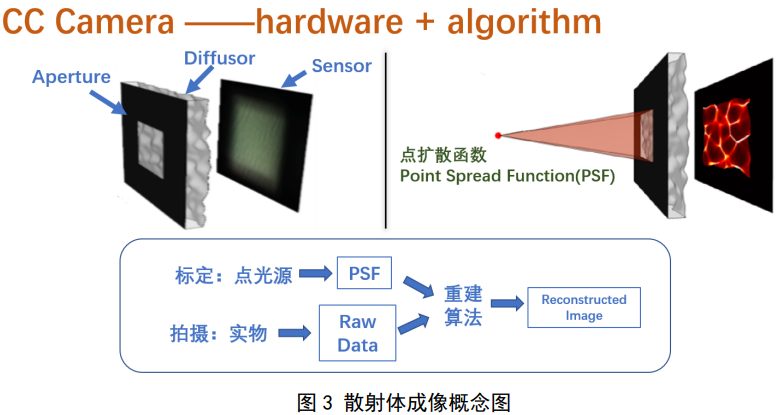 CC Camera ——hardware + algorithm
Diffusor
Aperture
Sensor
点扩散函数
Point Spread Function(PSF)
标定：点光源
PSF
拍摄：实物
Raw
Data
重建
算法
Reconstructed
Image
图 3 散射体成像概念图